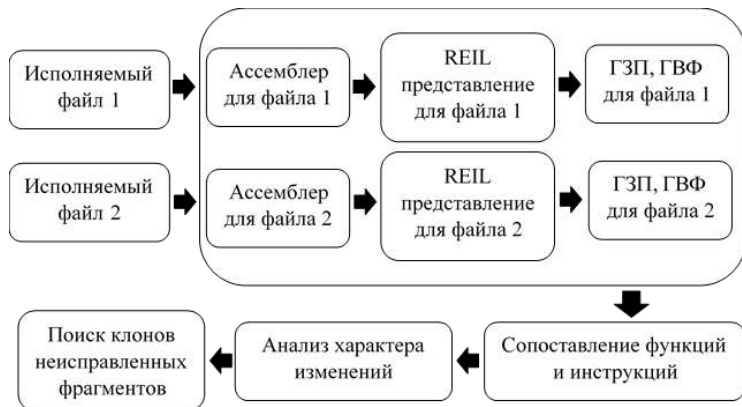 Исполняемый
файл 1
Ассемблер
для файла 1
REIL
представление
для файла 1
ГЗП, ГВФ
для файла 1
Исполняемый
файл 2
Ассемблер
для файла 2
REIL
представление
для файла 2
ГЗП, ГВФ
для файла 2
Поиск клонов
неисправленных
фрагментов
Анализ характера
изменений
Сопоставление функций
и инструкций